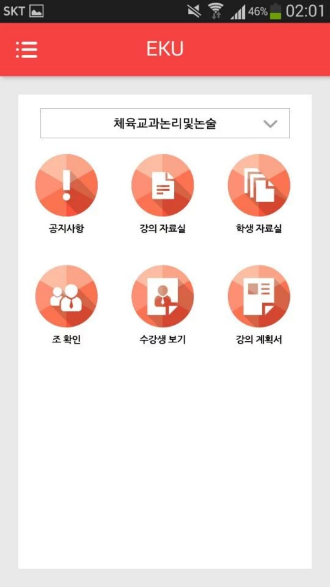 SKT 46% 02:01
EKU
체육교과논리및논술
공지사항 강의 자료실 학생 자료실
조 확인 수강생 보기 강의 계획서